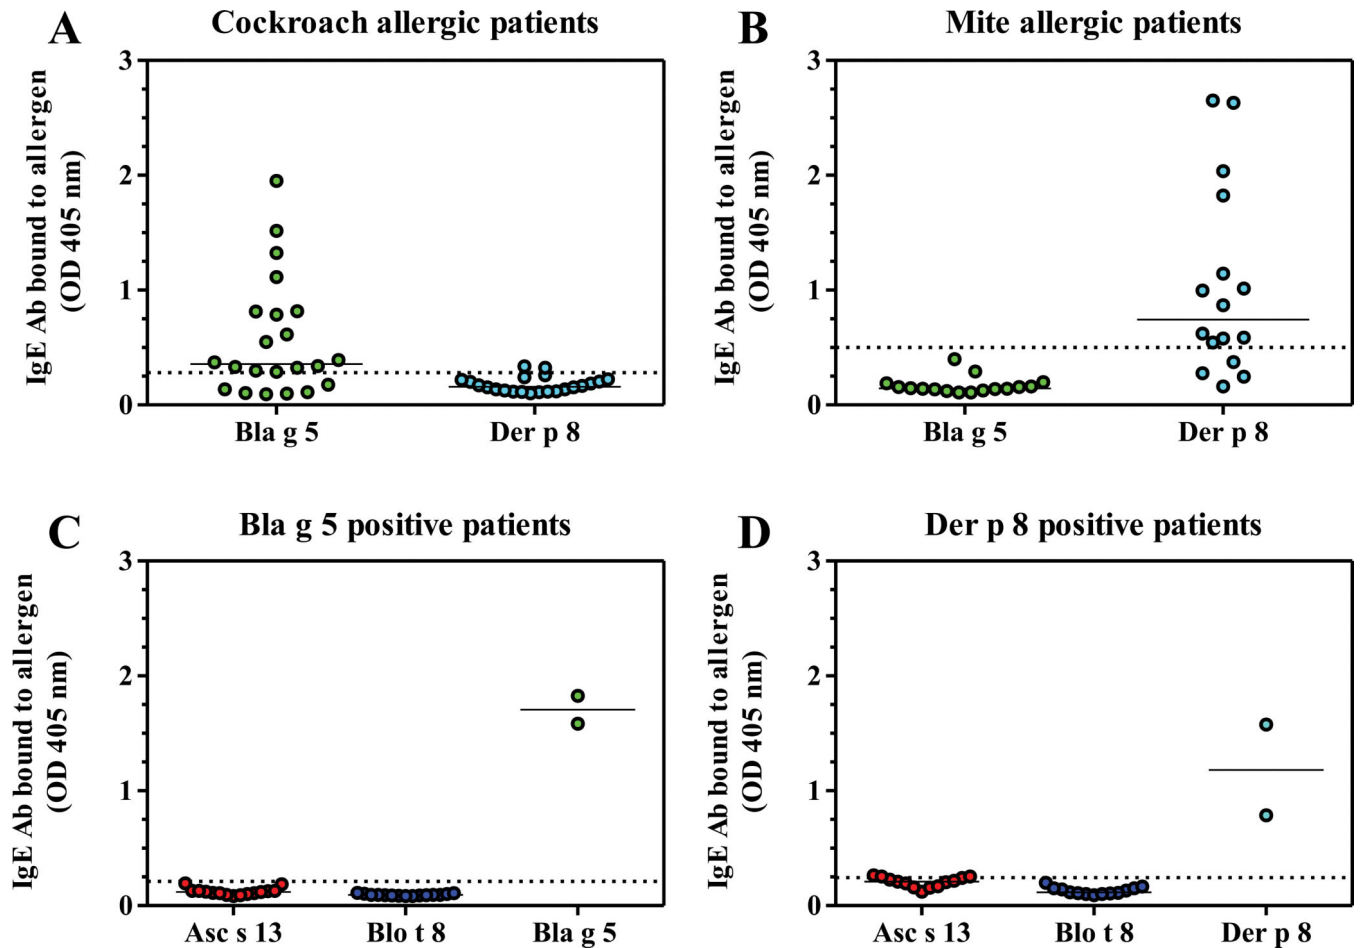 A
Cockroach allergic patients
IgE Ab bound to allergen
(OD 405 nm)
3
2
1
0
Bla g 5
Der p 8
B
Mite allergic patients
IgE Ab bound to allergen
(OD 405 nm)
3
2
1
0
Bla g 5
Der p 8
C
Bla g 5 positive patients
IgE Ab bound to allergen
(OD 405 nm)
3
2
1
0
Asc s 13
Blo t 8
Bla g 5
D
Der p 8 positive patients
IgE Ab bound to allergen
(OD 405 nm)
3
2
1
0
Asc s 13
Blo t 8
Der p 8